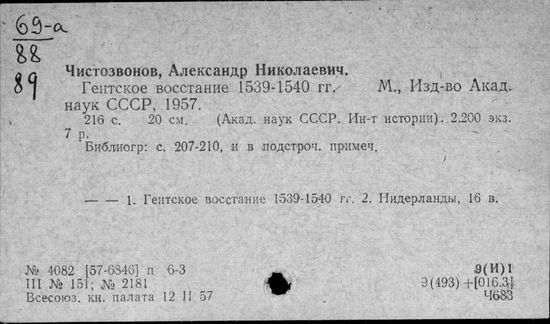 69-а
88
89
Чистозвонов, Александр Николаевич.
Гентское восстание 1539-1540 гг. М., Изд-во Акад.
наук СССР, 1957.
216 с. 20 см. (Акад. наук СССР. Ин-т истории). 2.200 экз.
7 р.
Библиогр: с. 207-210, и в подстроч. примеч.
— — 1. Гентское восстание 1539-1540 гг. 2. Нидерланды, 16 в.
№ 4082 [57-6846] п 6-3
III № 151; № 2181
Всесоюз. кн. палата 12 II 57
9(И)1
9(493)+[016.3]
Ч683